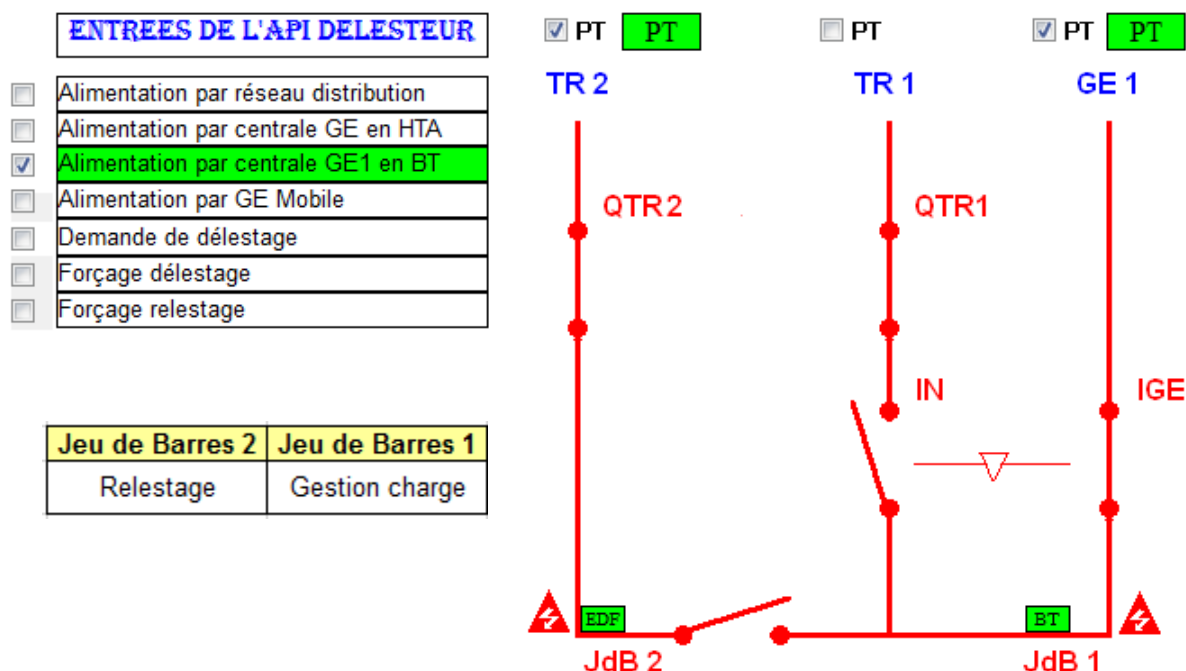 ENTREES DE L'API DELESTEUR
Alimentation par réseau distribution
Alimentation par centrale GE en HTA
Alimentation par centrale GE1 en BT
Alimentation par GE Mobile
Demande de délestage
Forçage délestage
Forçage relestage
Jeu de Barres 2 Jeu de Barres 1
Relestage Gestion charge
PT PT PT PT PT
TR 2 TR 1 GE 1
QTR2 QTR1
IN IGE
EDF BT
JdB 2 JdB 1